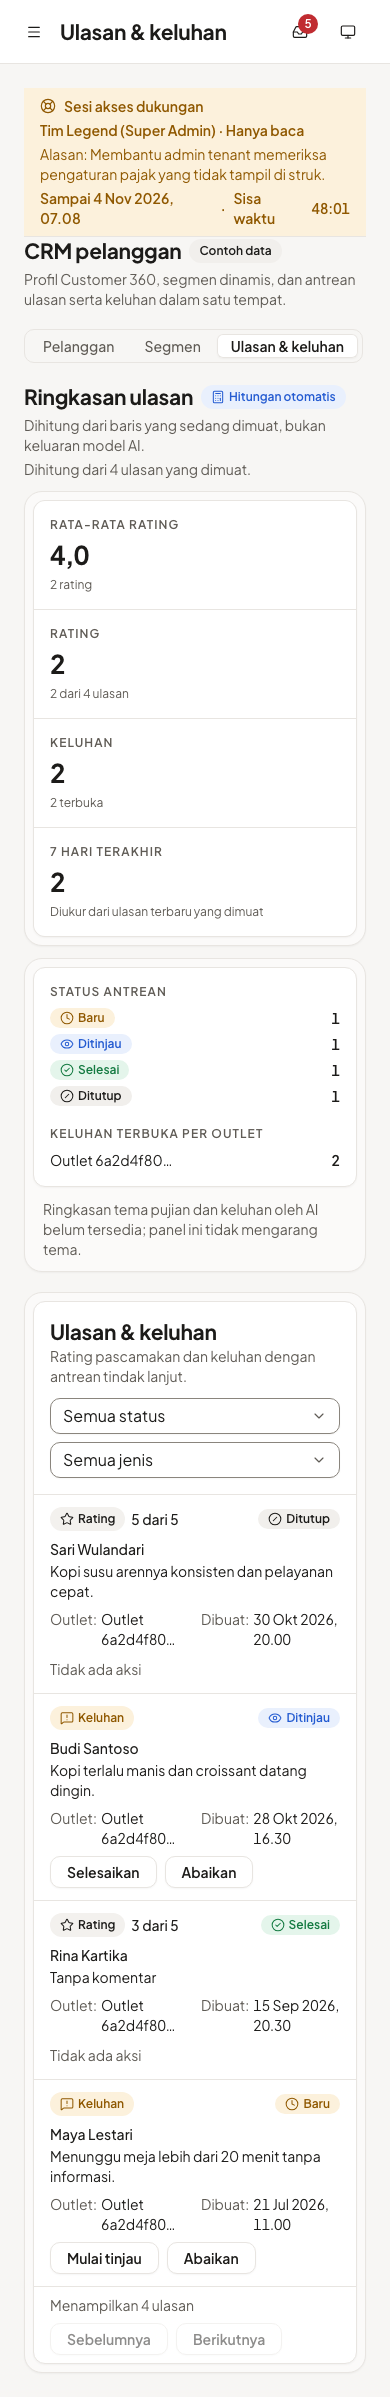 Ulasan & keluhan
5
Sesi akses dukungan
Tim Legend (Super Admin) · Hanya baca
Alasan: Membantu admin tenant memeriksa
pengaturan pajak yang tidak tampil di struk.
Sampai 4 Nov 2026, 07.08 · Sisa waktu 48:01
CRM pelanggan
Contoh data
Profil Customer 360, segmen dinamis, dan antrean
ulasan serta keluhan dalam satu tempat.
Pelanggan Segmen Ulasan & keluhan
Ringkasan ulasan
Hitungan otomatis
Dihitung dari baris yang sedang dimuat, bukan
keluaran model AI.
Dihitung dari 4 ulasan yang dimuat.
RATA-RATA RATING
4,0
2 rating
RATING
2
2 dari 4 ulasan
KELUHAN
2
2 terbuka
7 HARI TERAKHIR
2
Diukur dari ulasan terbaru yang dimuat
STATUS ANTREAN
Baru 1
Ditinjau 1
Selesai 1
Ditutup 1
KELUHAN TERBUKA PER OUTLET
Outlet 6a2d4f80… 2
Ringkasan tema pujian dan keluhan oleh AI
belum tersedia; panel ini tidak mengarang
tema.
Ulasan & keluhan
Rating pascamakan dan keluhan dengan
antrean tindak lanjut.
Semua status
Semua jenis
Rating 5 dari 5 Ditutup
Sari Wulandari
Kopi susu arennya konsisten dan pelayanan
cepat.
Outlet: Outlet 6a2d4f80… Dibuat: 30 Okt 2026, 20.00
Tidak ada aksi
Keluhan Ditinjau
Budi Santoso
Kopi terlalu manis dan croissant datang
dingin.
Outlet: Outlet 6a2d4f80… Dibuat: 28 Okt 2026, 16.30
Selesaikan Abaikan
Rating 3 dari 5 Selesai
Rina Kartika
Tanpa komentar
Outlet: Outlet 6a2d4f80… Dibuat: 15 Sep 2026, 20.30
Tidak ada aksi
Keluhan Baru
Maya Lestari
Menunggu meja lebih dari 20 menit tanpa
informasi.
Outlet: Outlet 6a2d4f80… Dibuat: 21 Jul 2026, 11.00
Mulai tinjau Abaikan
Menampilkan 4 ulasan
Sebelumnya Berikutnya